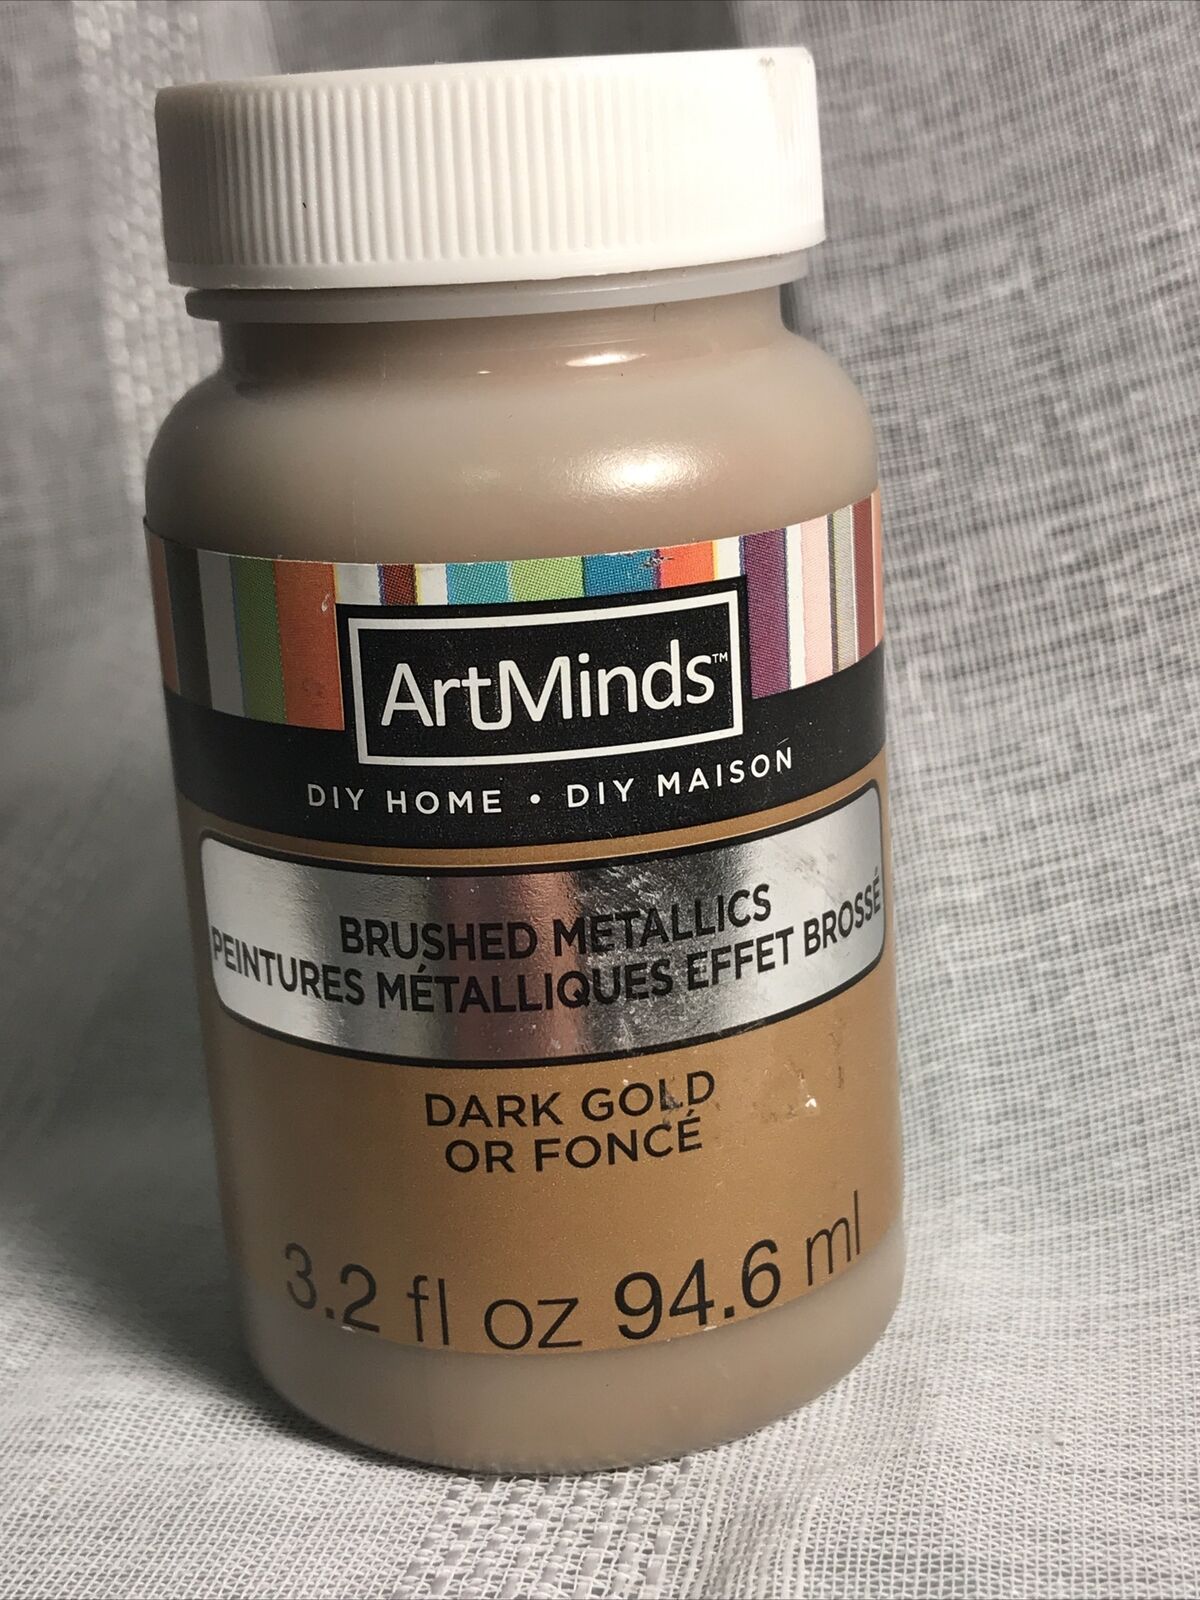 ArtMinds™
DIY HOME • DIY MAISON
BRUSHED METALLICS
PEINTURES MÉTALLIQUES EFFET BROSSÉ
DARK GOLD
OR FONCÉ
3.2 fl oz 94.6 ml